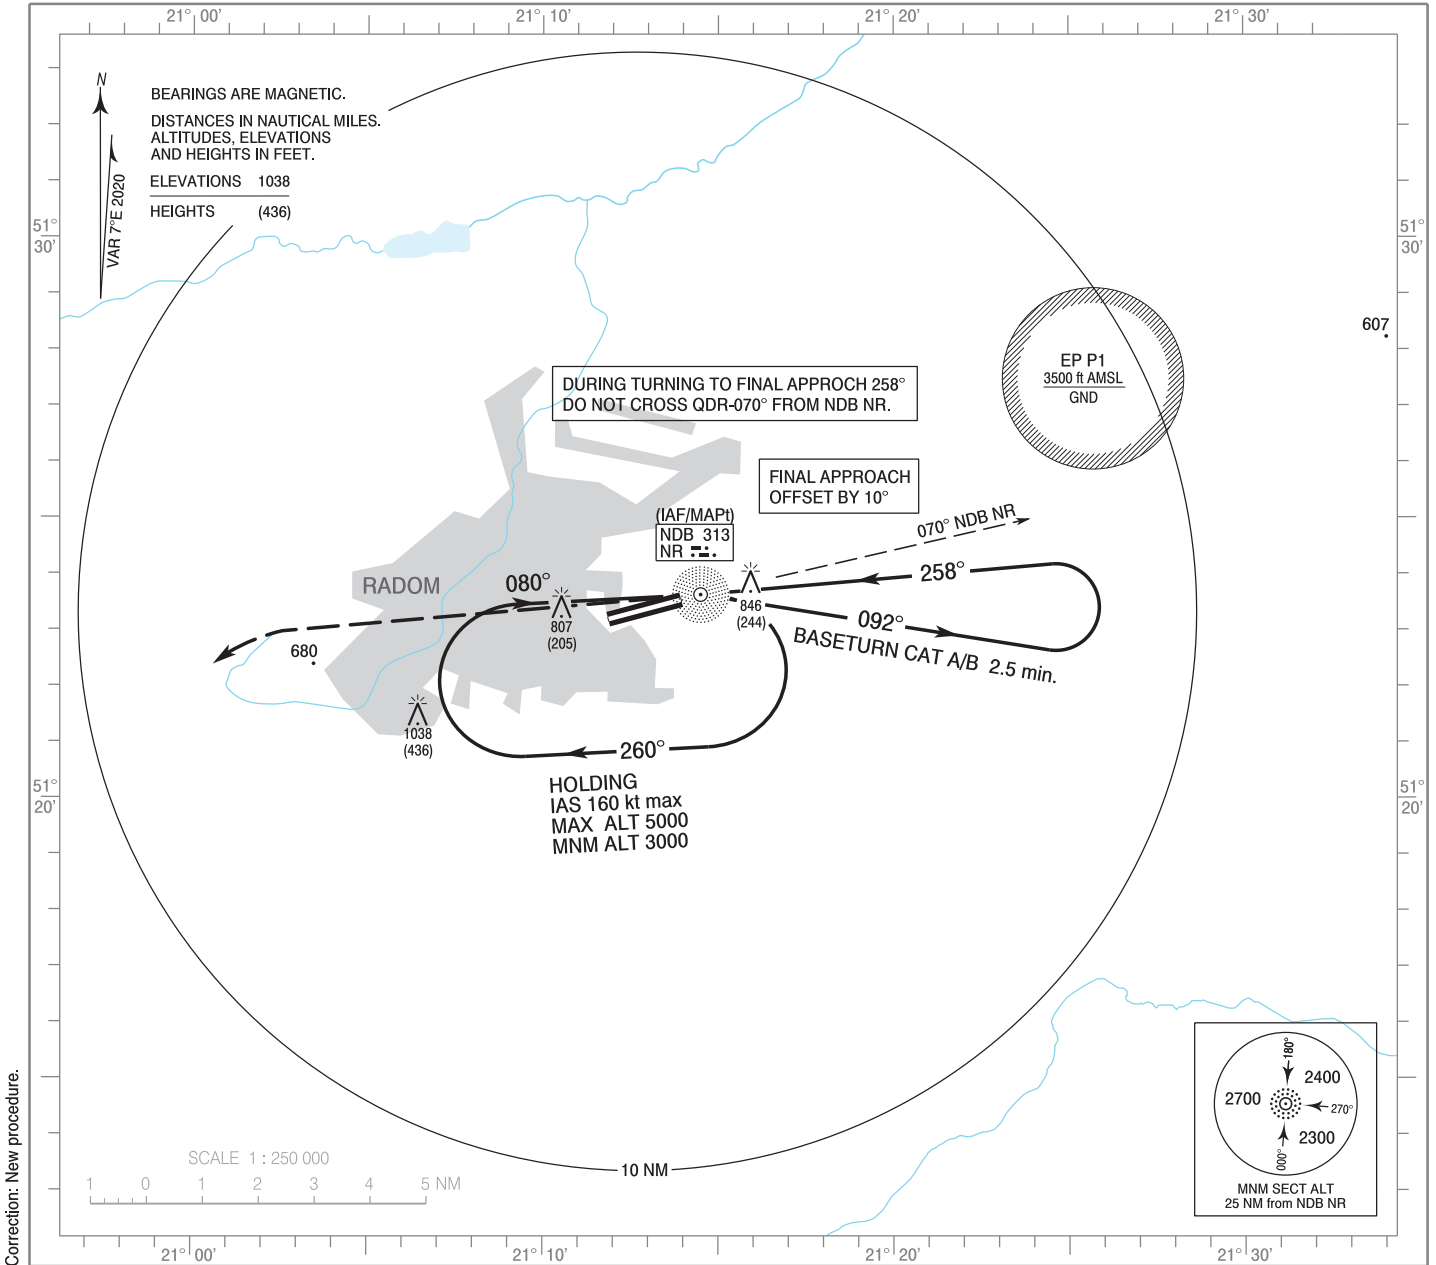 21° 00'
21° 10'
21° 20'
21° 30'
N
VAR 7°E 2020
BEARINGS ARE MAGNETIC.
DISTANCES IN NAUTICAL MILES.
ALTITUDES, ELEVATIONS
AND HEIGHTS IN FEET.
ELEVATIONS 1038
HEIGHTS (436)
51°
30'
51°
30'
607
EP P1
3500 ft AMSL
GND
DURING TURNING TO FINAL APPROCH 258°
DO NOT CROSS QDR-070° FROM NDB NR.
FINAL APPROACH
OFFSET BY 10°
(IAF/MAPt)
NDB 313
NR
070° NDB NR
RADOM
080°
258°
846
(244)
092°
BASETURN CAT A/B 2.5 min.
807
(205)
680
1038
(436)
260°
HOLDING
IAS 160 kt max
MAX ALT 5000
MNM ALT 3000
51°
20'
51°
20'
180°
2400
2700
270°
2300
000°
MNM SECT ALT
25 NM from NDB NR
SCALE 1 : 250 000
1 0 1 2 3 4 5 NM
10 NM
Correction: New procedure.
21° 00'
21° 10'
21° 20'
21° 30'